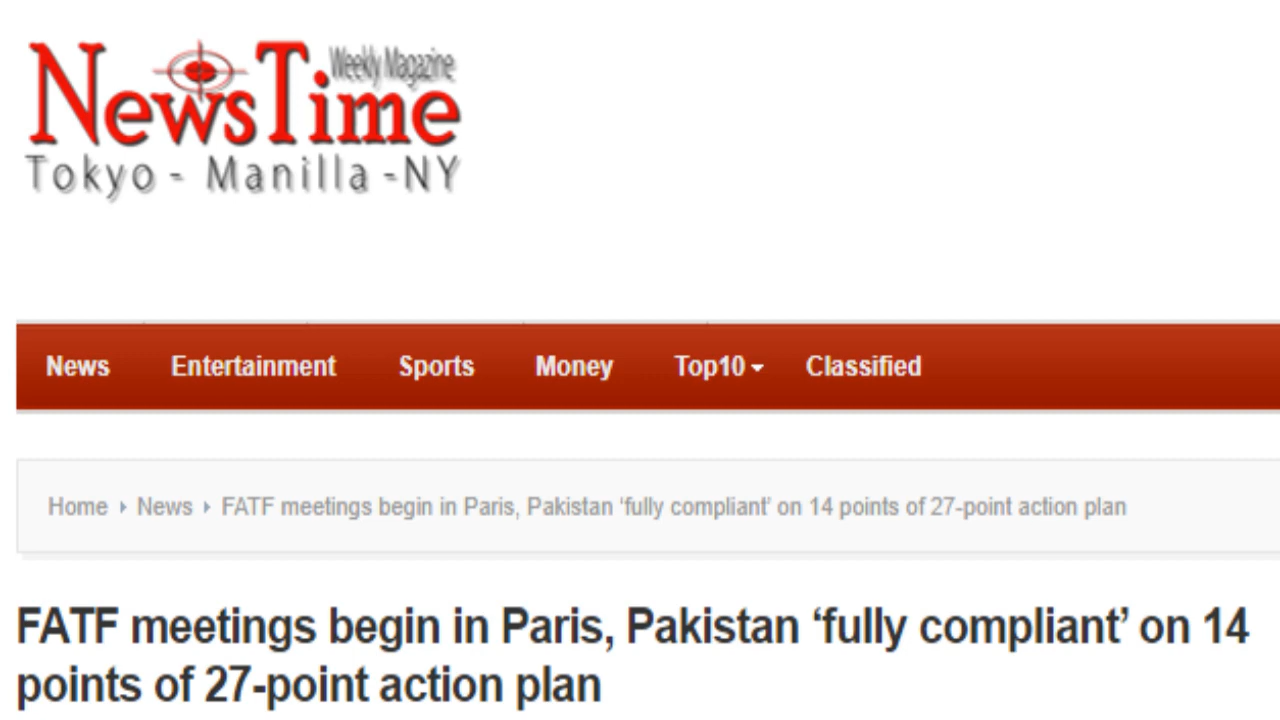 Weekly Magazine
NewsTime
Tokyo - Manilla -NY
News Entertainment Sports Money Top10 Classified
Home News FATF meetings begin in Paris, Pakistan ‘fully compliant’ on 14 points of 27-point action plan
FATF meetings begin in Paris, Pakistan ‘fully compliant’ on 14
points of 27-point action plan